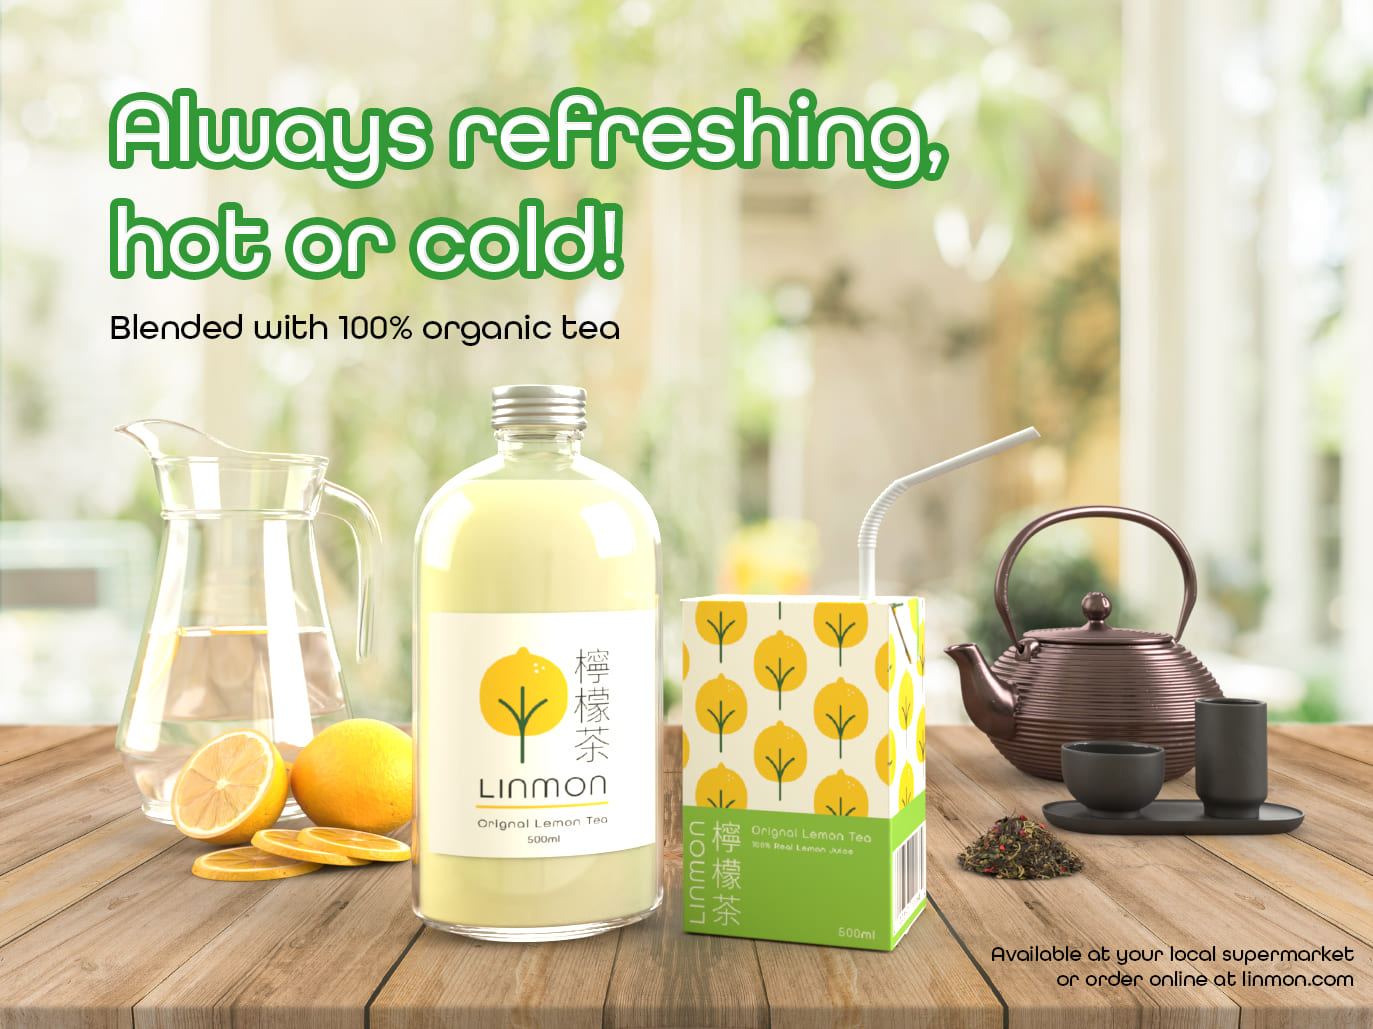 Always refreshing,
hot or cold!
Blended with 100% organic tea
檸檬茶
LINMON
Orignal Lemon Tea
500ml
LINMON
檸檬茶
Orignal Lemon Tea
100% Real Lemon Juice
500ml
Available at your local supermarket
or order online at linmon.com